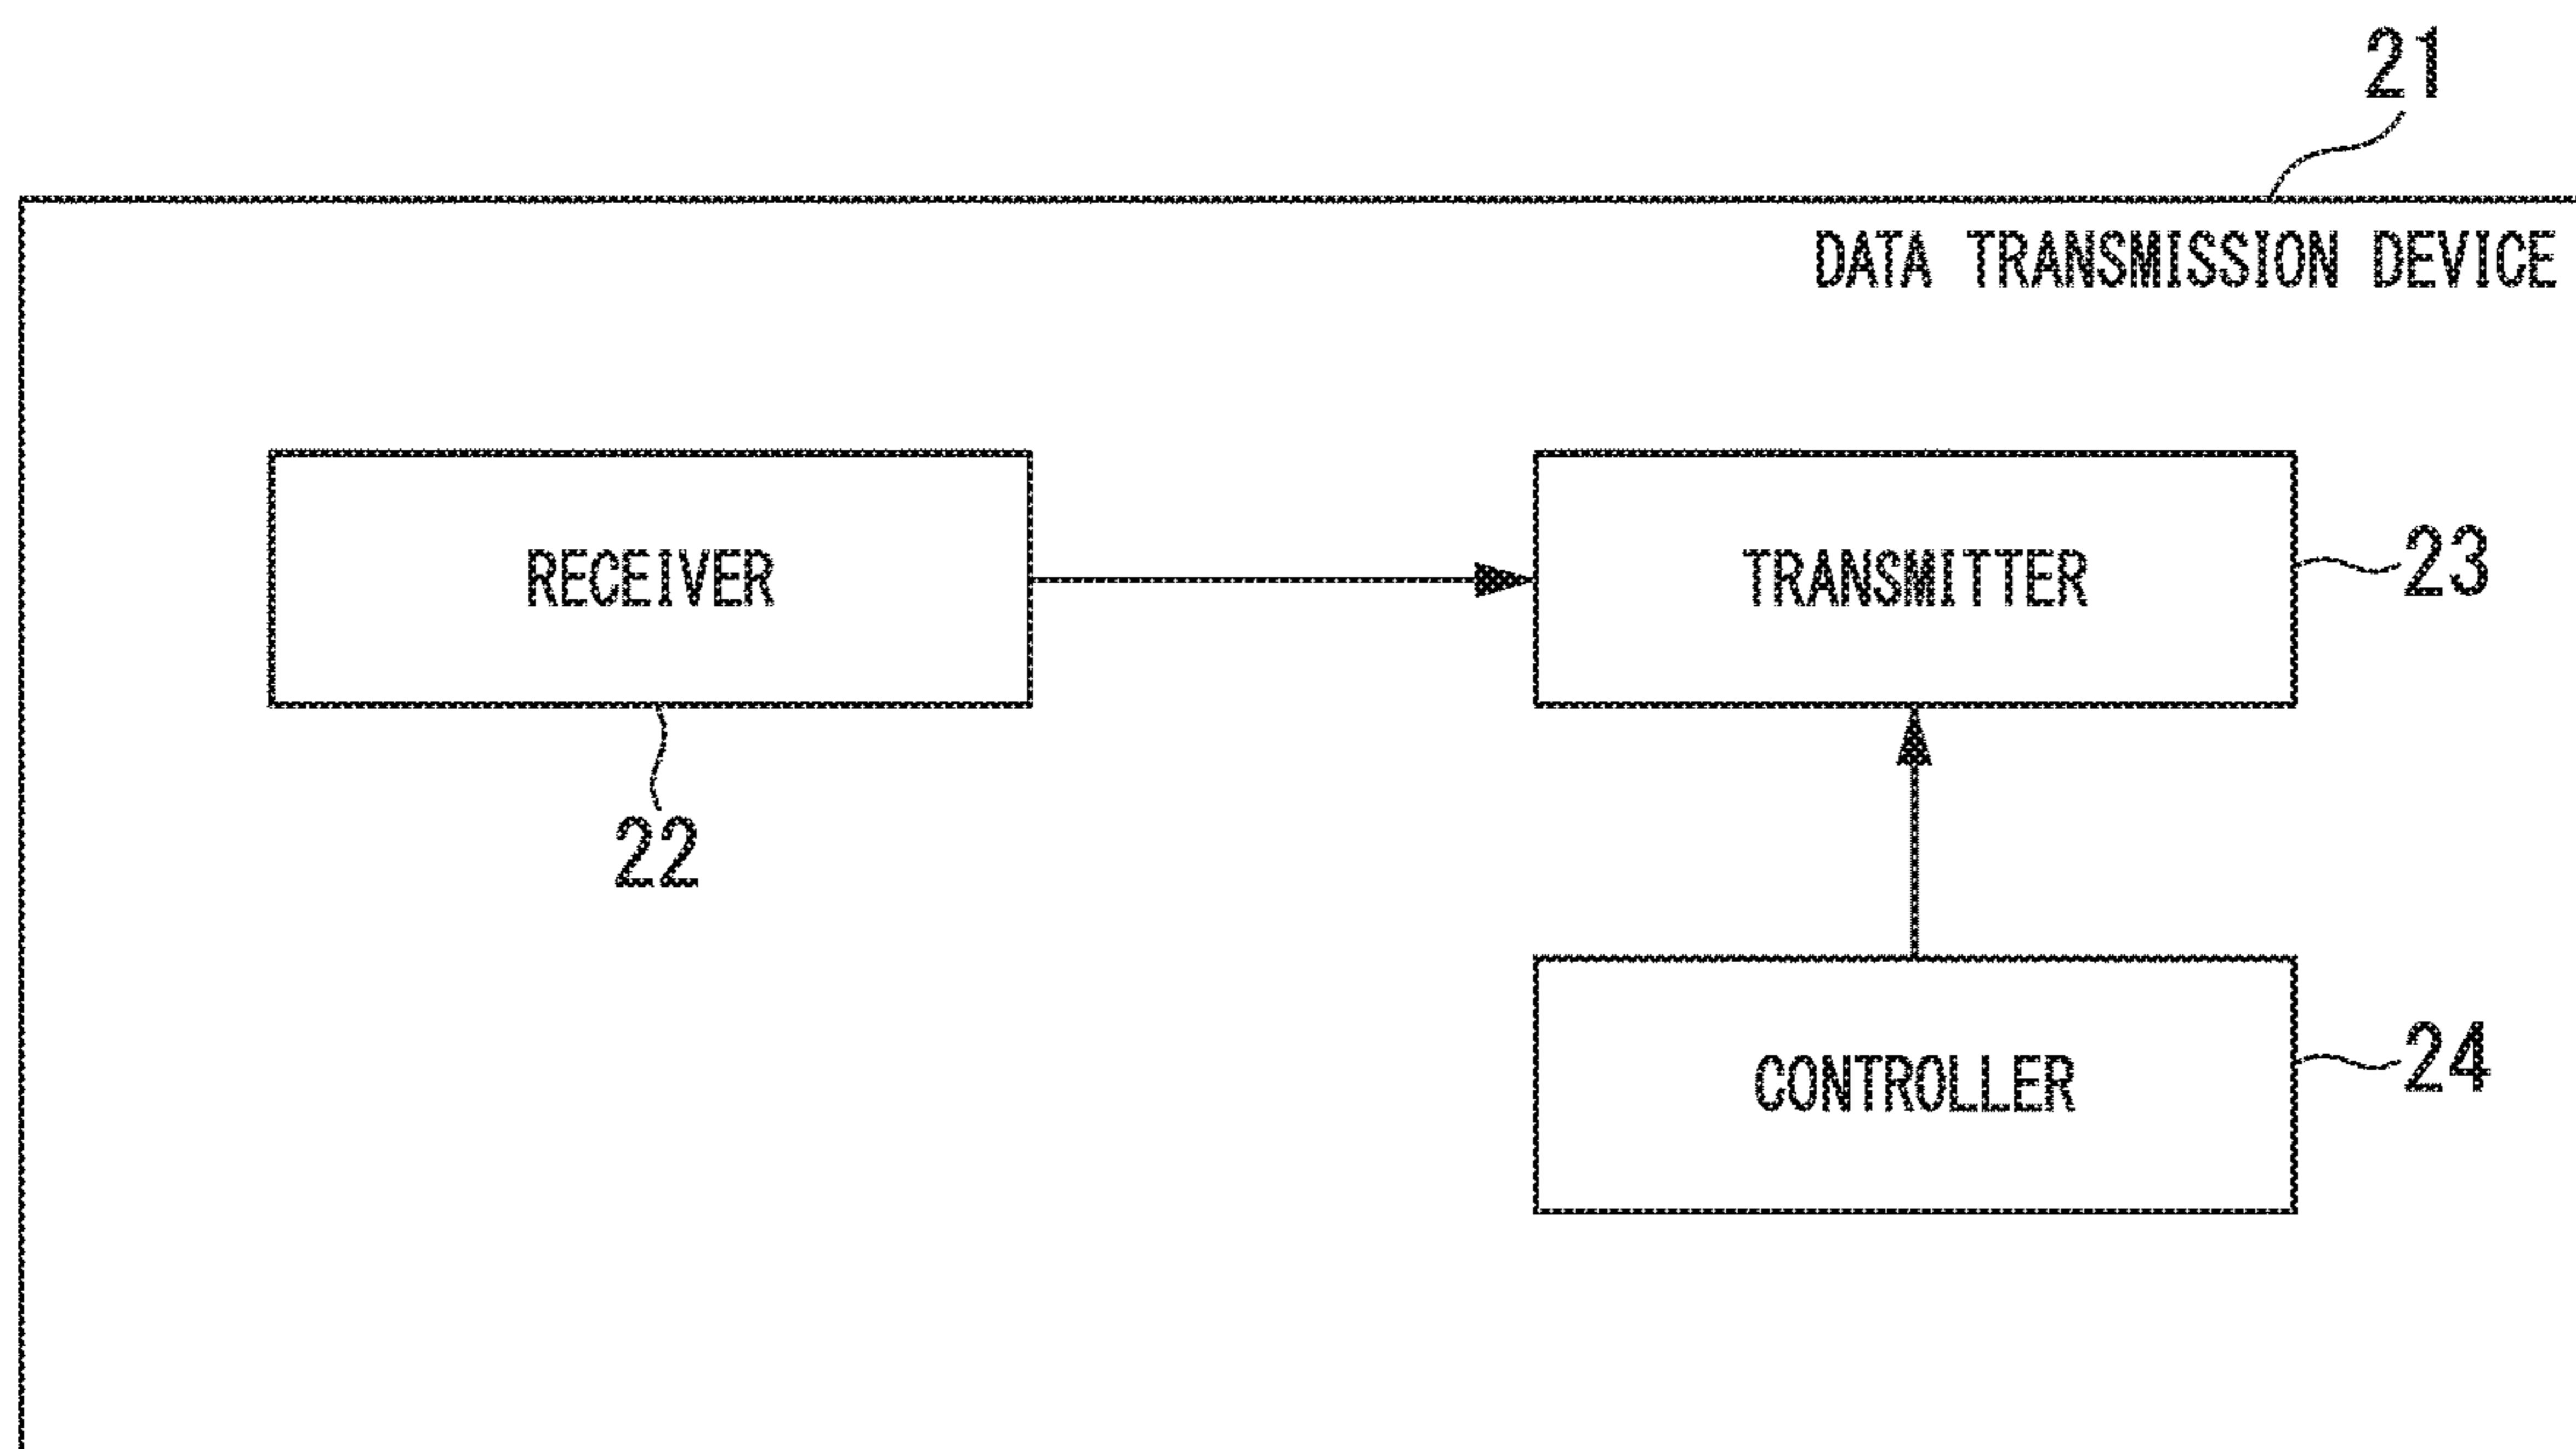 21
DATA TRANSMISSION DEVICE
RECEIVER
TRANSMITTER
23
22
CONTROLLER
24